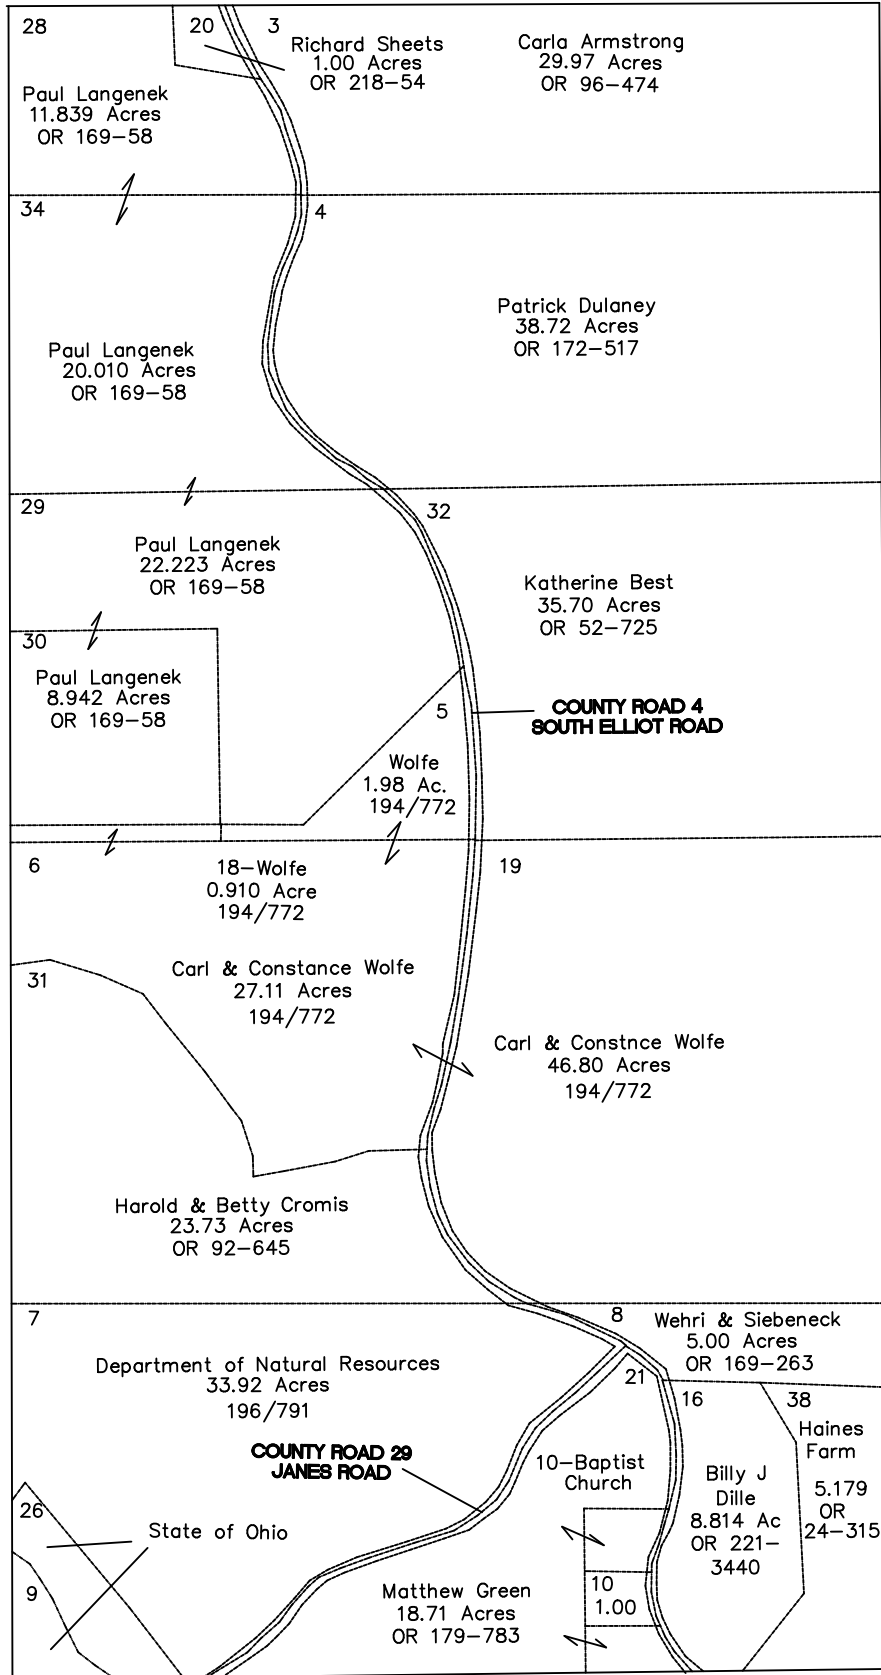 28
20
3
Richard Sheets
1.00 Acres
OR 218-54
Carla Armstrong
29.97 Acres
OR 96-474
Paul Langenek
11.839 Acres
OR 169-58
34
4
Patrick Dulaney
38.72 Acres
OR 172-517
Paul Langenek
20.010 Acres
OR 169-58
29
32
Paul Langenek
22.223 Acres
OR 169-58
Katherine Best
35.70 Acres
OR 52-725
30
Paul Langenek
8.942 Acres
OR 169-58
5
COUNTY ROAD 4
SOUTH ELLIOT ROAD
Wolfe
1.98 Ac.
194/772
6
18-Wolfe
0.910 Acre
194/772
19
31
Carl & Constance Wolfe
27.11 Acres
194/772
Carl & Constnce Wolfe
46.80 Acres
194/772
Harold & Betty Cromis
23.73 Acres
OR 92-645
7
8
Wehri & Siebeneck
5.00 Acres
OR 169-263
Department of Natural Resources
33.92 Acres
196/791
21
16
38
Haines
Farm
5.179
OR
24-315
COUNTY ROAD 29
JANES ROAD
10-Baptist
Church
Billy J
Dille
8.814 Ac
OR 221-
3440
26
State of Ohio
9
Matthew Green
18.71 Acres
OR 179-783
10
1.00